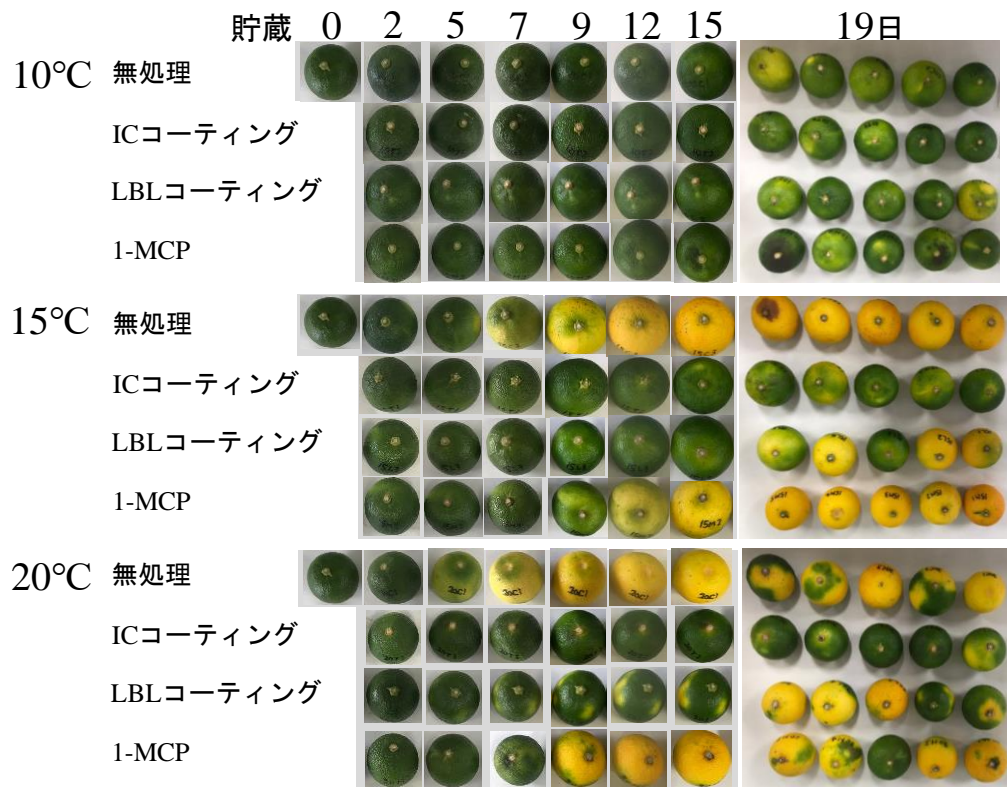 貯蔵 0 2 5 7 9 12 15 19日
10℃ 無処理
ICコーティング
LBLコーティング
1-MCP
15℃ 無処理
ICコーティング
LBLコーティング
1-MCP
20℃ 無処理
ICコーティング
LBLコーティング
1-MCP